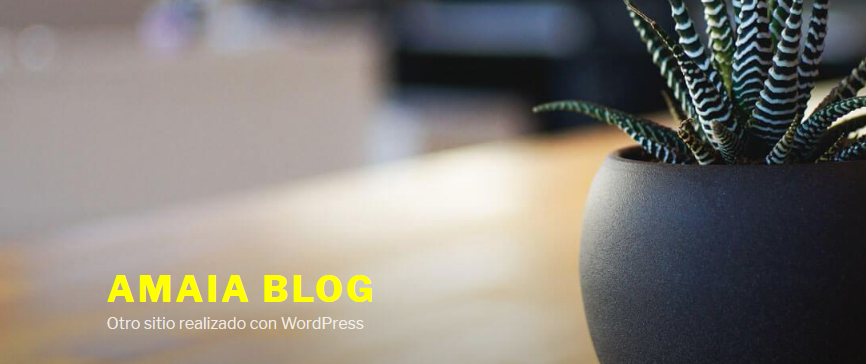 AMAIA BLOG
Otro sitio realizado con WordPress